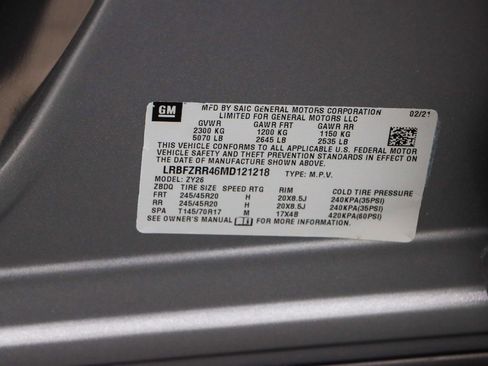 GM
MFD BY SAIC GENERAL MOTORS CORPORATION
LIMITED FOR GENERAL MOTORS LLC 02/21
GVWR GAWR FRT GAWR RR
2300 KG 1200 KG 1150 KG
5070 LB 2645 LB 2535 LB
THIS VEHICLE CONFORMS TO ALL APPLICABLE U.S. FEDERAL MOTOR
VEHICLE SAFETY AND THEFT PREVENTION STANDARDS IN EFFECT ON THE
DATE OF MANUFACTURE SHOWN ABOVE.
LRBFZRR46MD121218 TYPE: M.P.V.
MODEL: ZY26
ZBDG TIRE SIZE SPEED RTG RIM COLD TIRE PRESSURE
FRT 245/45R20 H 20X8.5J 240KPA(35PSI)
RR 245/45R20 H 20X8.5J 240KPA(35PSI)
SPA T145/70R17 M 17X4B 420KPA(60PSI)
SEE OWNER'S MANUAL
FOR MORE INFORMATION